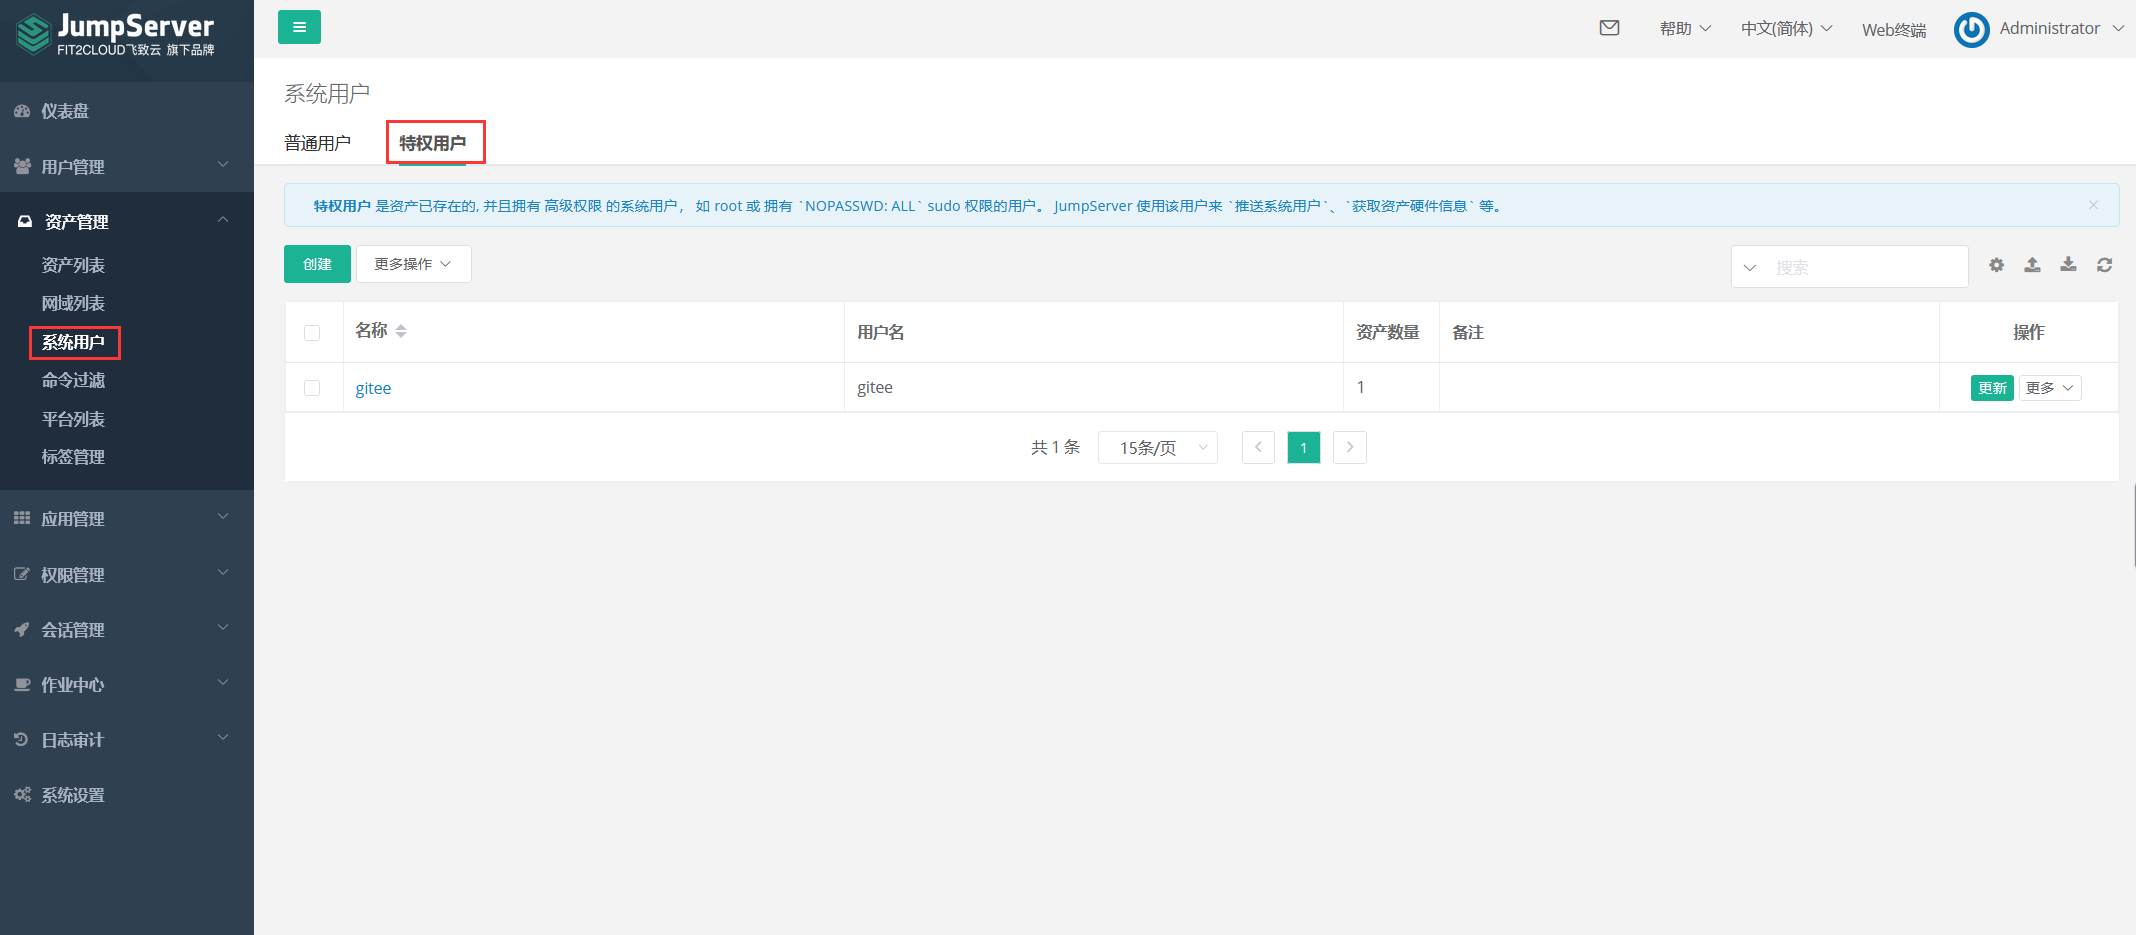 JumpServer
FIT2CLOUD飞致云 旗下品牌
仪表盘
用户管理
资产管理
资产列表
网域列表
系统用户
命令过滤
平台列表
标签管理
应用管理
权限管理
会话管理
作业中心
日志审计
系统设置
帮助
中文(简体)
Web终端
Administrator
系统用户
普通用户
特权用户
特权用户 是资产已存在的, 并且拥有 高级权限 的系统用户， 如 root 或 拥有 `NOPASSWD: ALL` sudo 权限的用户。 JumpServer 使用该用户来 `推送系统用户`、`获取资产硬件信息` 等。
创建
更多操作
搜索
名称 用户名 资产数量 备注 操作
gitee gitee 1 更新 更多
共 1 条 15条/页 1